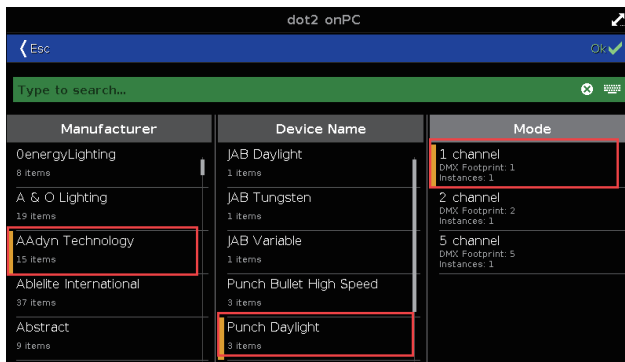 dot2 onPC
Esc
Ok
Type to search...
Manufacturer
0energyLighting
8 items
A & O Lighting
19 items
AAdyn Technology
15 items
Ablelite International
37 items
Abstract
9 items
Device Name
JAB Daylight
1 items
JAB Tungsten
1 items
JAB Variable
1 items
Punch Bullet High Speed
3 items
Punch Daylight
3 items
Mode
1 channel
DMX Footprint: 1
Instances: 1
2 channel
DMX Footprint: 2
Instances: 1
5 channel
DMX Footprint: 5
Instances: 1